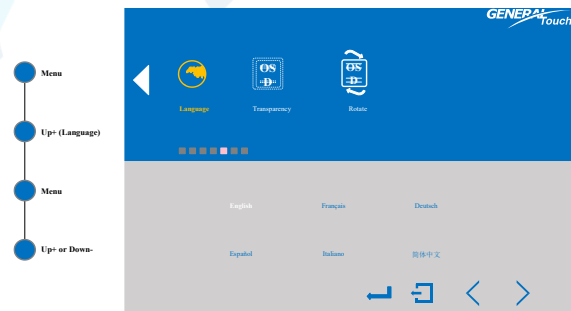 GENERAL
Touch
Menu
Up+ (Language)
Menu
Up+ or Down-
OS
D
OS
D
Language Transparency Rotate
English Français Deutsch
Español Italiano 简体中文